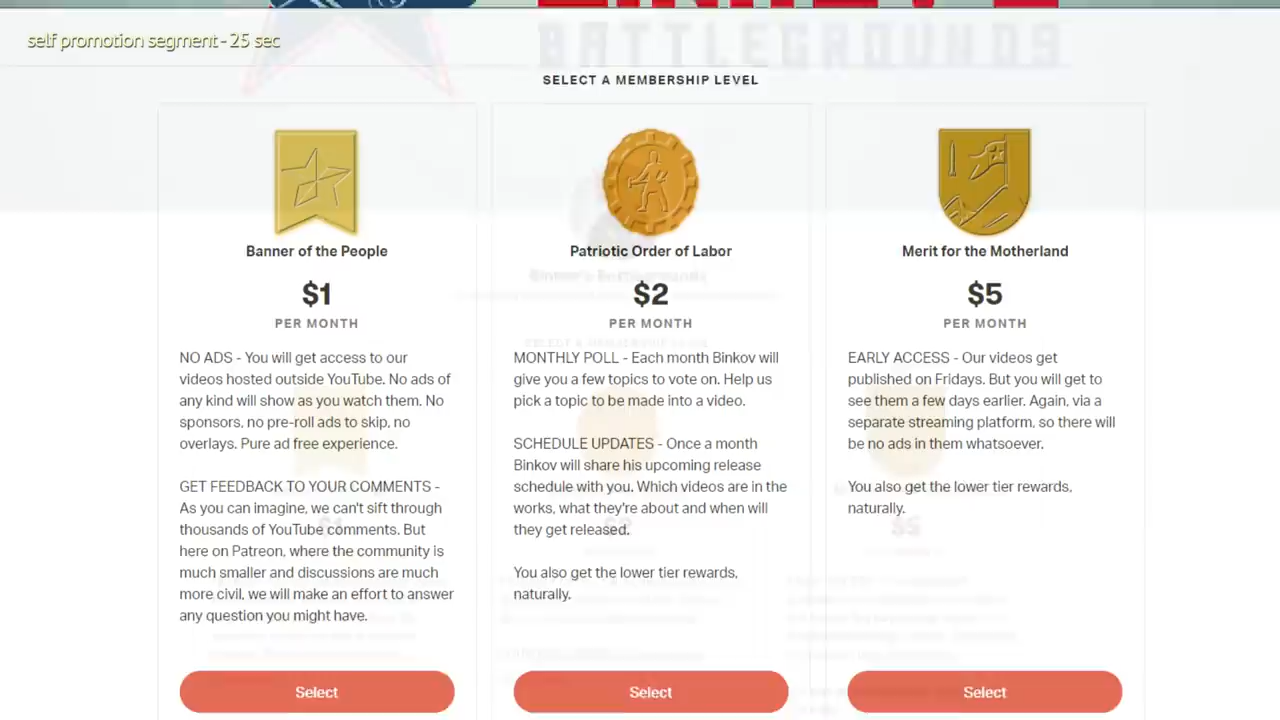 BATTLEGROUNDS
self promotion segment - 25 sec
SELECT A MEMBERSHIP LEVEL
Banner of the People
$1
PER MONTH
NO ADS - You will get access to our
videos hosted outside YouTube. No ads of
any kind will show as you watch them. No
sponsors, no pre-roll ads to skip, no
overlays. Pure ad free experience.
GET FEEDBACK TO YOUR COMMENTS -
As you can imagine, we can't sift through
thousands of YouTube comments. But
here on Patreon, where the community is
much smaller and discussions are much
more civil, we will make an effort to answer
any question you might have.
Select
Patriotic Order of Labor
$2
PER MONTH
MONTHLY POLL - Each month Binkov will
give you a few topics to vote on. Help us
pick a topic to be made into a video.
SCHEDULE UPDATES - Once a month
Binkov will share his upcoming release
schedule with you. Which videos are in the
works, what they're about and when will
they get released.
You also get the lower tier rewards,
naturally.
Select
Merit for the Motherland
$5
PER MONTH
EARLY ACCESS - Our videos get
published on Fridays. But you will get to
see them a few days earlier. Again, via a
separate streaming platform, so there will
be no ads in them whatsoever.
You also get the lower tier rewards,
naturally.
Select